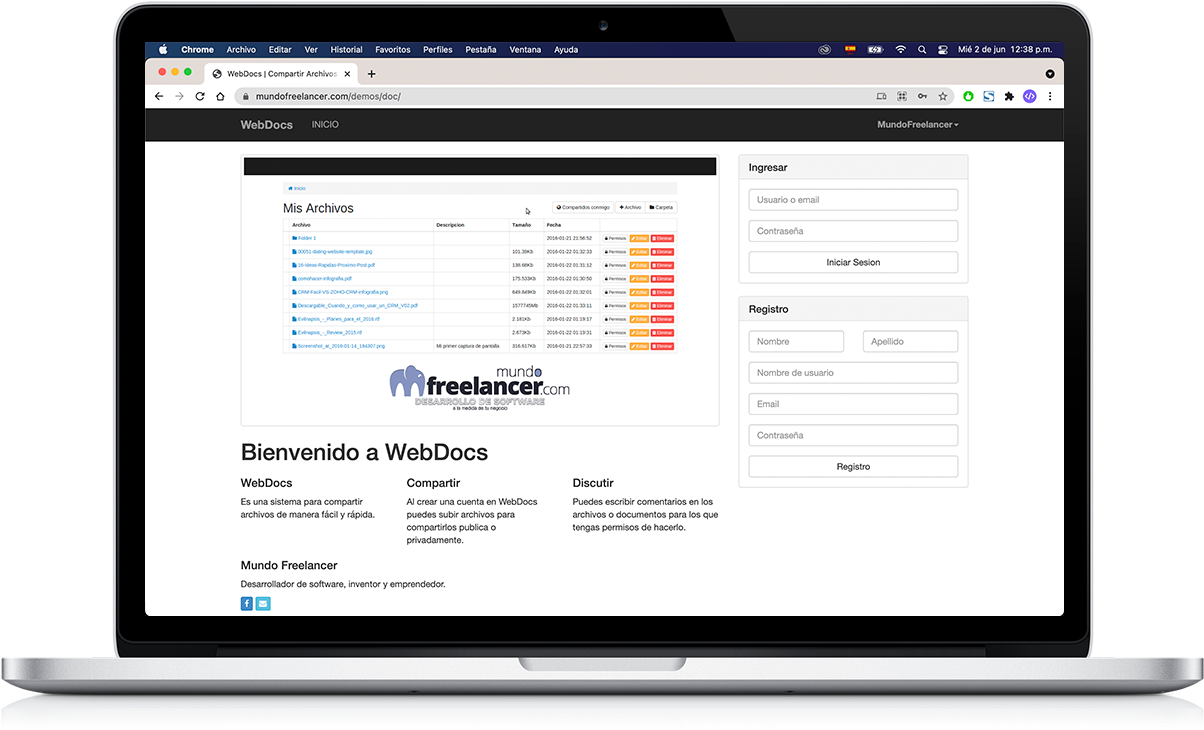 Chrome Archivo Editar Ver Historial Favoritos Perfiles Pestaña Ventana Ayuda Mié 2 de jun 12:38 p.m.
WebDocs | Compartir Archivos
mundofreelancer.com/demos/doc/
WebDocs INICIO MundoFreelancer
Inicio
Mis Archivos
Compartidos conmigo Archivo Carpeta
Archivo Descripcion Tamaño Fecha
Folder 1 2016-01-21 21:56:52 Permisos Editar Eliminar
00051-dating-website-template.jpg 101.39Kb 2016-01-22 01:32:33 Permisos Editar Eliminar
16-Ideas-Rapidas-Proximo-Post.pdf 138.68Kb 2016-01-22 01:31:12 Permisos Editar Eliminar
comohacer-infografia.pdf 175.533Kb 2016-01-22 01:30:50 Permisos Editar Eliminar
CRM-Facil-VS-ZOHO-CRM-infografia.png 649.849Kb 2016-01-22 01:32:01 Permisos Editar Eliminar
Descargable_Cuando_y_como_usar_un_CRM_V02.pdf 1577745Mb 2016-01-22 01:33:11 Permisos Editar Eliminar
Evilnapsis_-_Planes_para_el_2016.rtf 2.181Kb 2016-01-22 01:19:17 Permisos Editar Eliminar
Evilnapsis_-_Review_2015.rtf 2.673Kb 2016-01-22 01:19:31 Permisos Editar Eliminar
Screenshot_at_2016-01-14_184307.png Mi primer captura de pantalla 316.617Kb 2016-01-21 22:57:33 Permisos Editar Eliminar
mundo
freelancer.com
DESARROLLO DE SOFTWARE
a la medida de tu negocio
Ingresar
Usuario o email
Contraseña
Iniciar Sesion
Registro
Nombre Apellido
Nombre de usuario
Email
Contraseña
Registro
Bienvenido a WebDocs
WebDocs
Es una sistema para compartir
archivos de manera fácil y rápida.
Compartir
Al crear una cuenta en WebDocs
puedes subir archivos para
compartirlos publica o
privadamente.
Discutir
Puedes escribir comentarios en los
archivos o documentos para los que
tengas permisos de hacerlo.
Mundo Freelancer
Desarrollador de software, inventor y emprendedor.